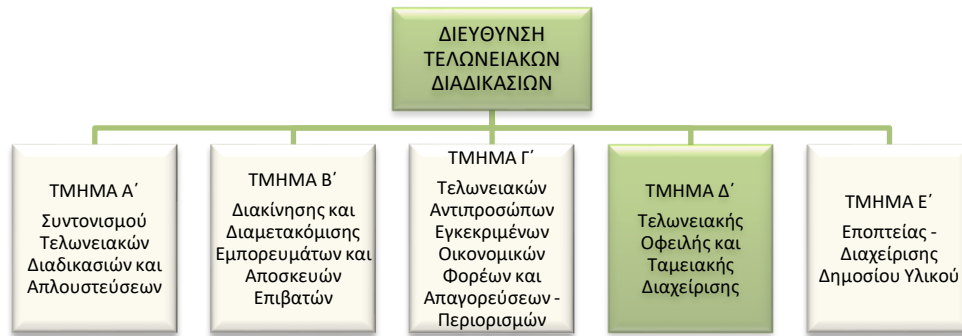 ΔΙΕΥΘΥΝΣΗ
ΤΕΛΩΝΕΙΑΚΩΝ
ΔΙΑΔΙΚΑΣΙΩΝ
ΤΜΗΜΑ Α΄
Συντονισμού
Τελωνειακών
Διαδικασιών και
Απλουστεύσεων
ΤΜΗΜΑ Β΄
Διακίνησης και
Διαμετακόμισης
Εμπορευμάτων και
Αποσκευών
Επιβατών
ΤΜΗΜΑ Γ΄
Τελωνειακών
Αντιπροσώπων
Εγκεκριμένων
Οικονομικών
Φορέων και
Απαγορεύσεων -
Περιορισμών
ΤΜΗΜΑ Δ΄
Τελωνειακής
Οφειλής και
Ταμειακής
Διαχείρισης
ΤΜΗΜΑ Ε΄
Εποπτείας -
Διαχείρισης
Δημοσίου Υλικού